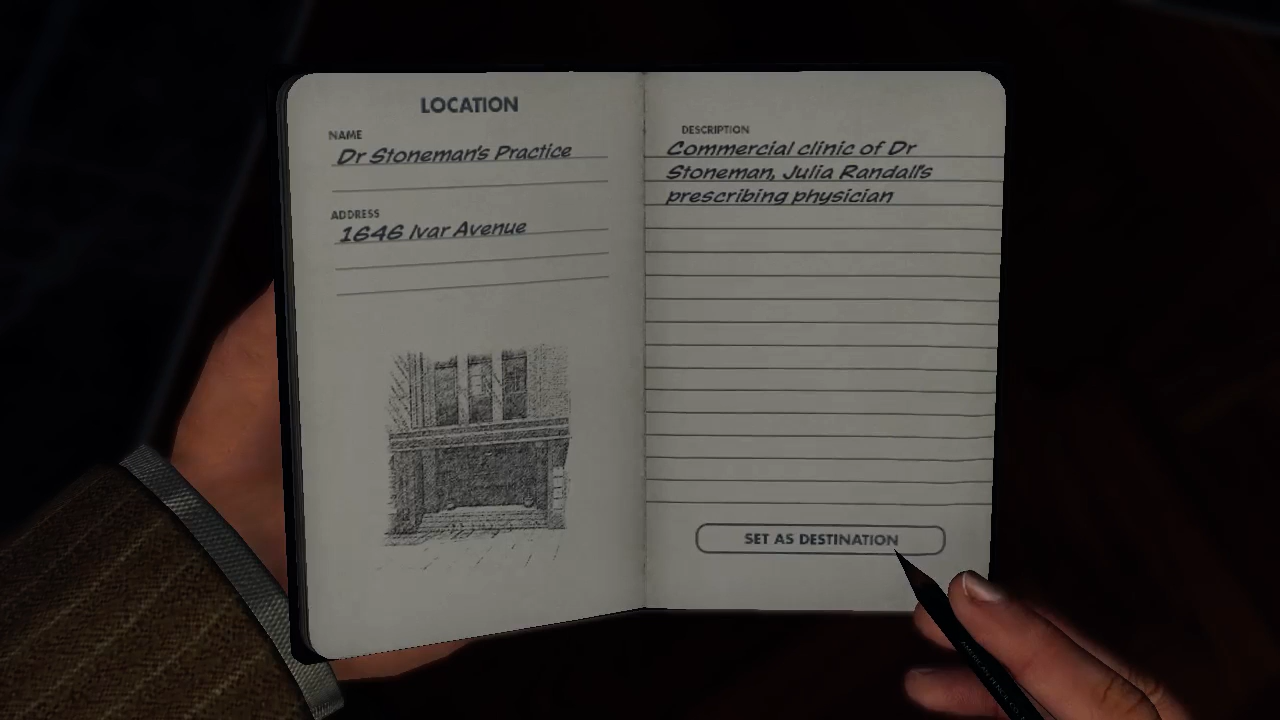 LOCATION
NAME
Dr Stoneman's Practice
ADDRESS
1646 Ivar Avenue
DESCRIPTION
Commercial clinic of Dr
Stoneman, Julia Randall's
prescribing physician
SET AS DESTINATION